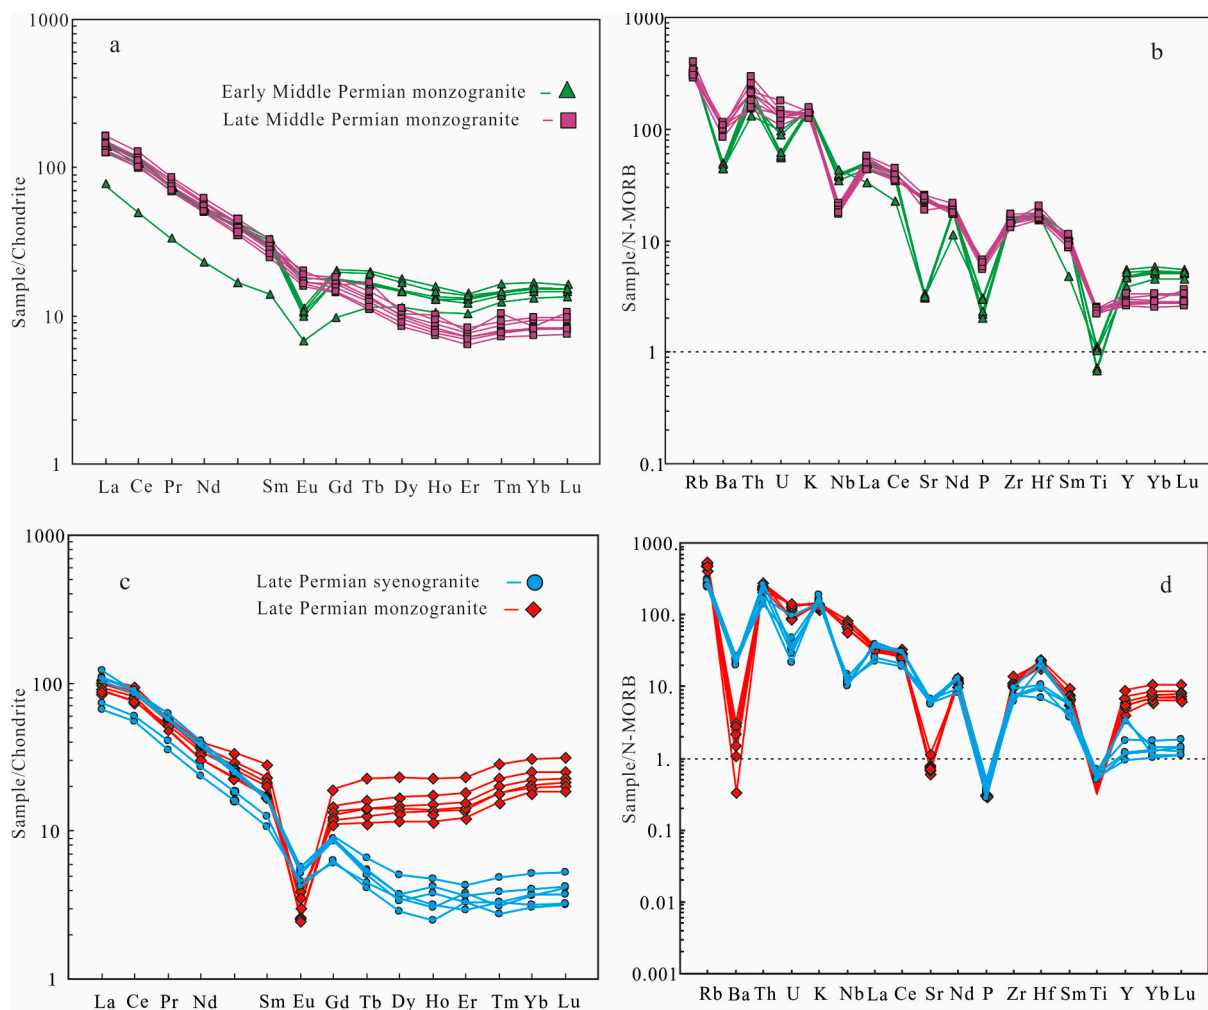 a
1000
100
10
1
Sample/Chondrite
Early Middle Permian monzogranite
Late Middle Permian monzogranite
La Ce Pr Nd Sm Eu Gd Tb Dy Ho Er Tm Yb Lu
b
1000
100
10
1
0.1
Sample/N-MORB
Rb Ba Th U K Nb La Ce Sr Nd P Zr Hf Sm Ti Y Yb Lu
c
1000
100
10
1
Sample/Chondrite
Late Permian syenogranite
Late Permian monzogranite
La Ce Pr Nd Sm Eu Gd Tb Dy Ho Er Tm Yb Lu
d
1000.
100.
10.
1.
0.1
0.01
0.001
Sample/N-MORB
Rb Ba Th U K Nb La Ce Sr Nd P Zr Hf Sm Ti Y Yb Lu